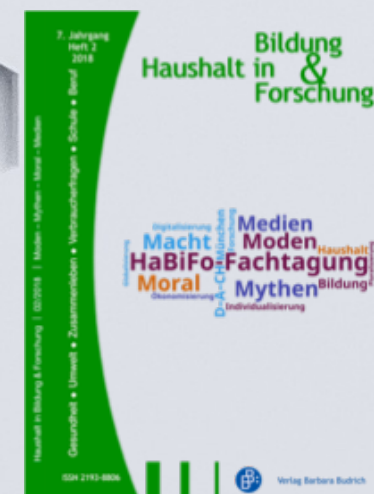 7. Jahrgang
Heft 2
2018
Haushalt in Bildung & Forschung
Haushalt in Bildung & Forschung | 02/2018 | Moden – Mythen – Moral – Medien
Gesundheit • Umwelt • Zusammenleben • Verbraucherfragen • Schule • Beruf
Digitalisierung
Medien
Macht
Moden
Haushalt
HaBiFo-Fachtagung
Moral
Mythen
Bildung
Ökonomisierung
Individualisierung
D-A-CH
München
Forschung
ISSN 2193-8806
Verlag Barbara Budrich